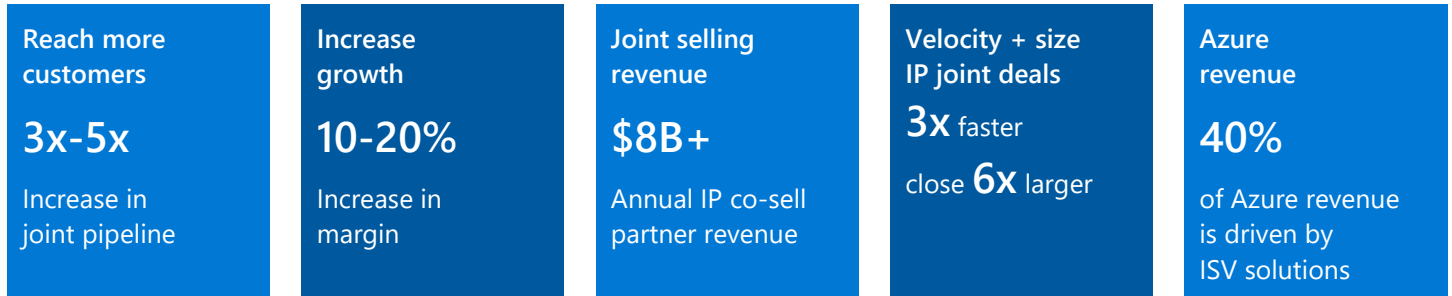 Reach more
customers
3x-5x
Increase in
joint pipeline
Increase
growth
10-20%
Increase in
margin
Joint selling
revenue
$8B+
Annual IP co-sell
partner revenue
Velocity + size
IP joint deals
3x faster
close 6x larger
Azure
revenue
40%
of Azure revenue
is driven by
ISV solutions